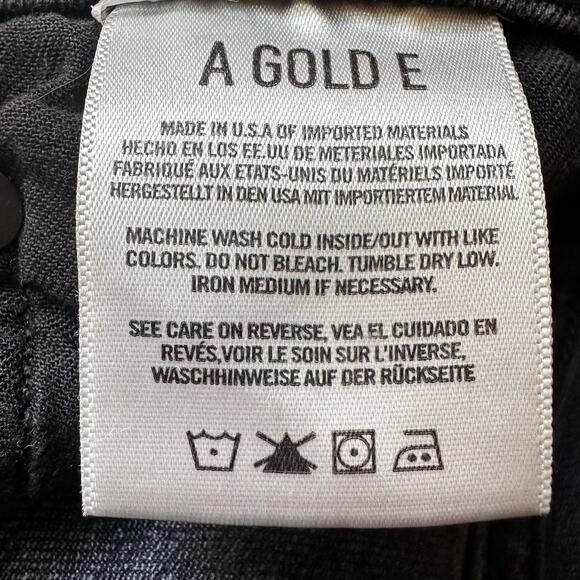 A GOLD E
MADE IN U.S.A OF IMPORTED MATERIALS
HECHO EN LOS EE.UU DE METERIALES IMPORTADA
FABRIQUÉ AUX ETATS-UNIS DU MATÉRIELS IMPORTÉ
HERGESTELLT IN DEN USA MIT IMPORTIERTEM MATERIAL
MACHINE WASH COLD INSIDE/OUT WITH LIKE
COLORS. DO NOT BLEACH. TUMBLE DRY LOW.
IRON MEDIUM IF NECESSARY.
SEE CARE ON REVERSE, VEA EL CUIDADO EN
REVÉS,VOIR LE SOIN SUR L'INVERSE,
WASCHHINWEISE AUF DER RÜCKSEITE